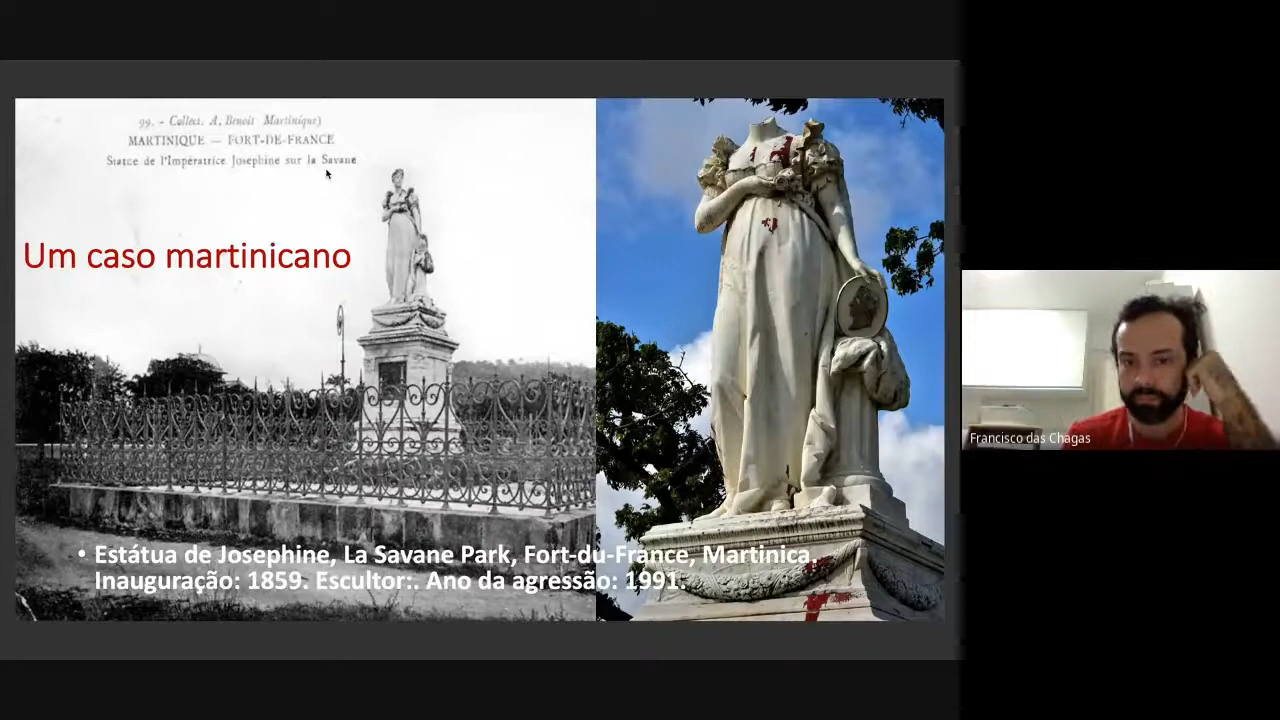 99. - Collect. A. Benoit Martinique)
MARTINIQUE — FORT-DE-FRANCE
Statue de l'Impératrice Joséphine sur la Savane
Um caso martinicano
• Estátua de Josephine, La Savane Park, Fort-du-France, Martinica.
Inauguração: 1859. Escultor:. Ano da agressão: 1991.
Francisco das Chagas